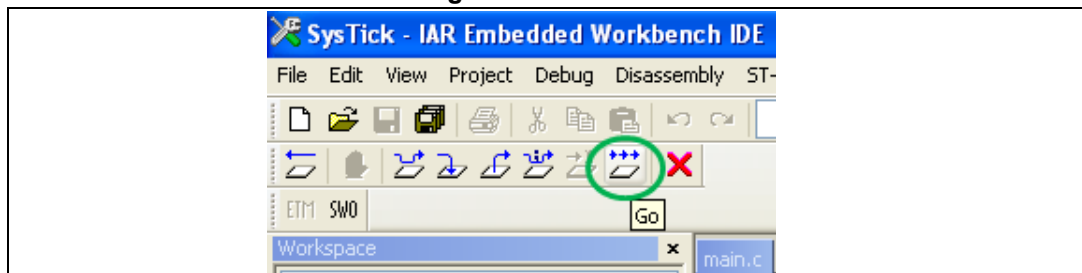 SysTick - IAR Embedded Workbench IDE
File Edit View Project Debug Disassembly ST-
ETM SWO
Go
Workspace
main.c